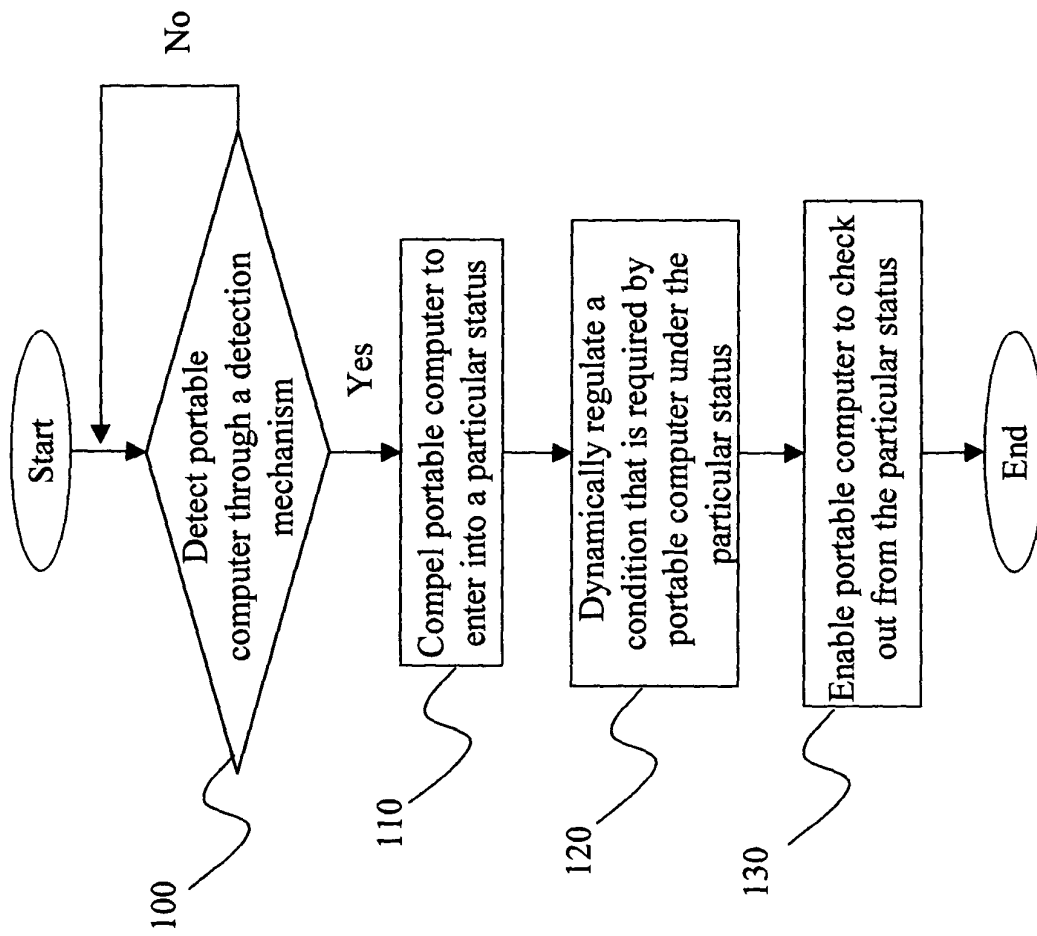 Start
No
Detect portable
computer through a detection
mechanism
100
Yes
Compel portable computer to
enter into a particular status
110
Dynamically regulate a
condition that is required by
portable computer under the
particular status
120
Enable portable computer to check
out from the particular status
130
End